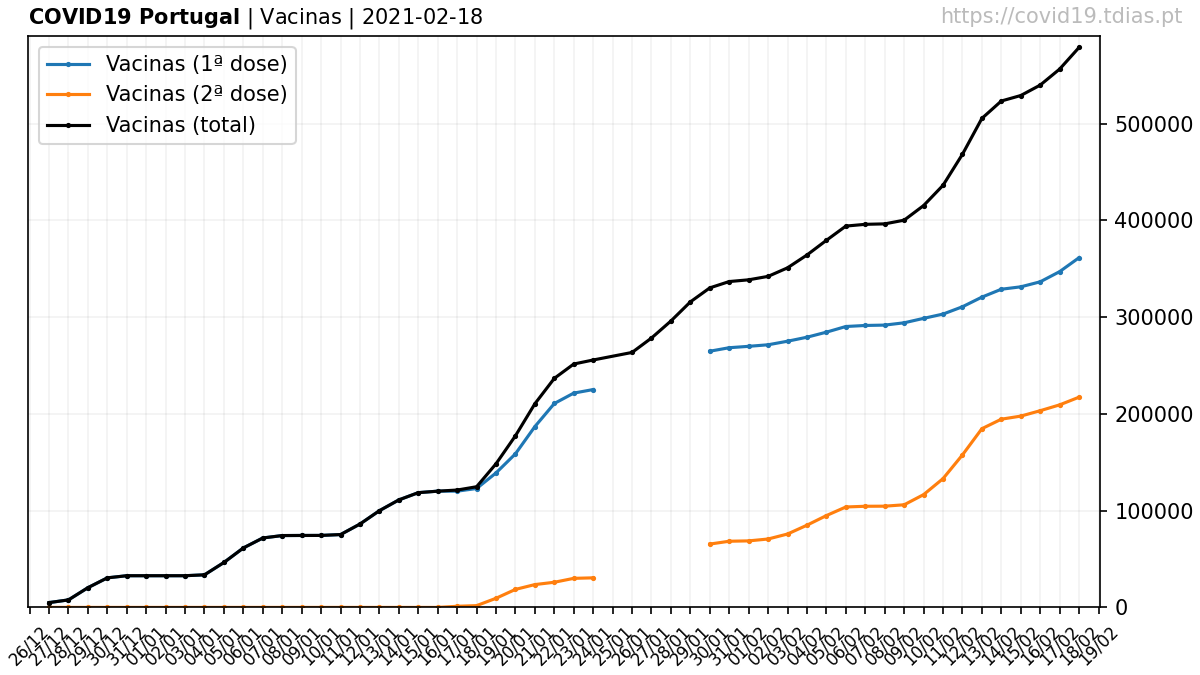 COVID19 Portugal | Vacinas | 2021-02-18
https://covid19.tdias.pt
Vacinas (1ª dose)
Vacinas (2ª dose)
Vacinas (total)
500000
400000
300000
200000
100000
0
26/12 27/12 28/12 29/12 30/12 31/12 01/01 02/01 03/01 04/01 05/01 06/01 07/01 08/01 09/01 10/01 11/01 12/01 13/01 14/01 15/01 16/01 17/01 18/01 19/01 20/01 21/01 22/01 23/01 24/01 25/01 26/01 27/01 28/01 29/01 30/01 31/01 01/02 02/02 03/02 04/02 05/02 06/02 07/02 08/02 09/02 10/02 11/02 12/02 13/02 14/02 15/02 16/02 17/02 18/02 19/02